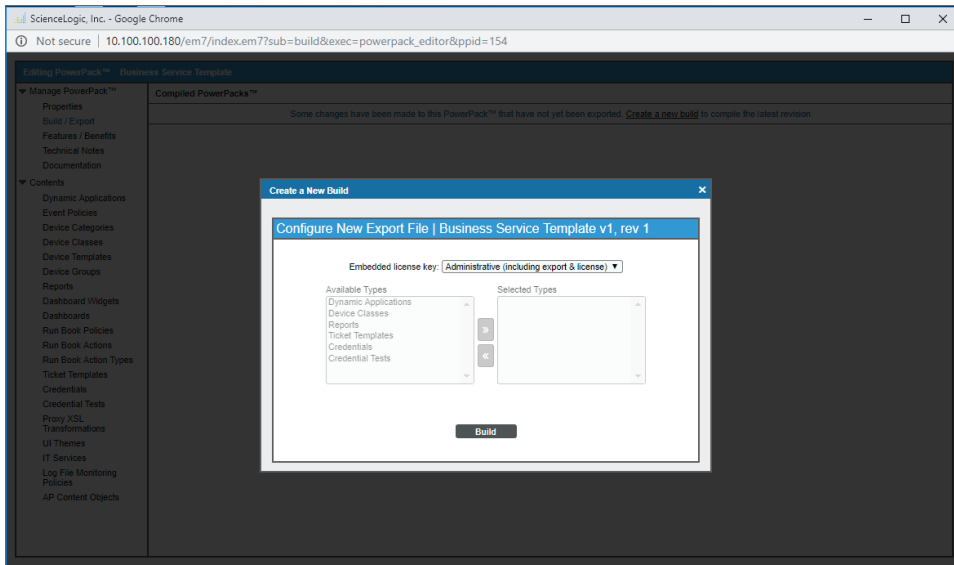 ScienceLogic, Inc. - Google Chrome
Not secure | 10.100.100.180/em7/index.em7?sub=build&exec=powerpack_editor&ppid=154
Editing PowerPack™ Business Service Template
Manage PowerPack™
Properties
Build / Export
Features / Benefits
Technical Notes
Documentation
Contents
Dynamic Applications
Event Policies
Device Categories
Device Classes
Device Templates
Device Groups
Reports
Dashboard Widgets
Dashboards
Run Book Policies
Run Book Actions
Run Book Action Types
Ticket Templates
Credentials
Credential Tests
Proxy XSL
Transformations
UI Themes
IT Services
Log File Monitoring
Policies
AP Content Objects
Compiled PowerPacks™
Some changes have been made to this PowerPack™ that have not yet been exported. Create a new build to compile the latest revision
Create a New Build
Configure New Export File | Business Service Template v1, rev 1
Embedded license key: Administrative (including export & license)
Available Types
Dynamic Applications
Device Classes
Reports
Ticket Templates
Credentials
Credential Tests
Selected Types
Build